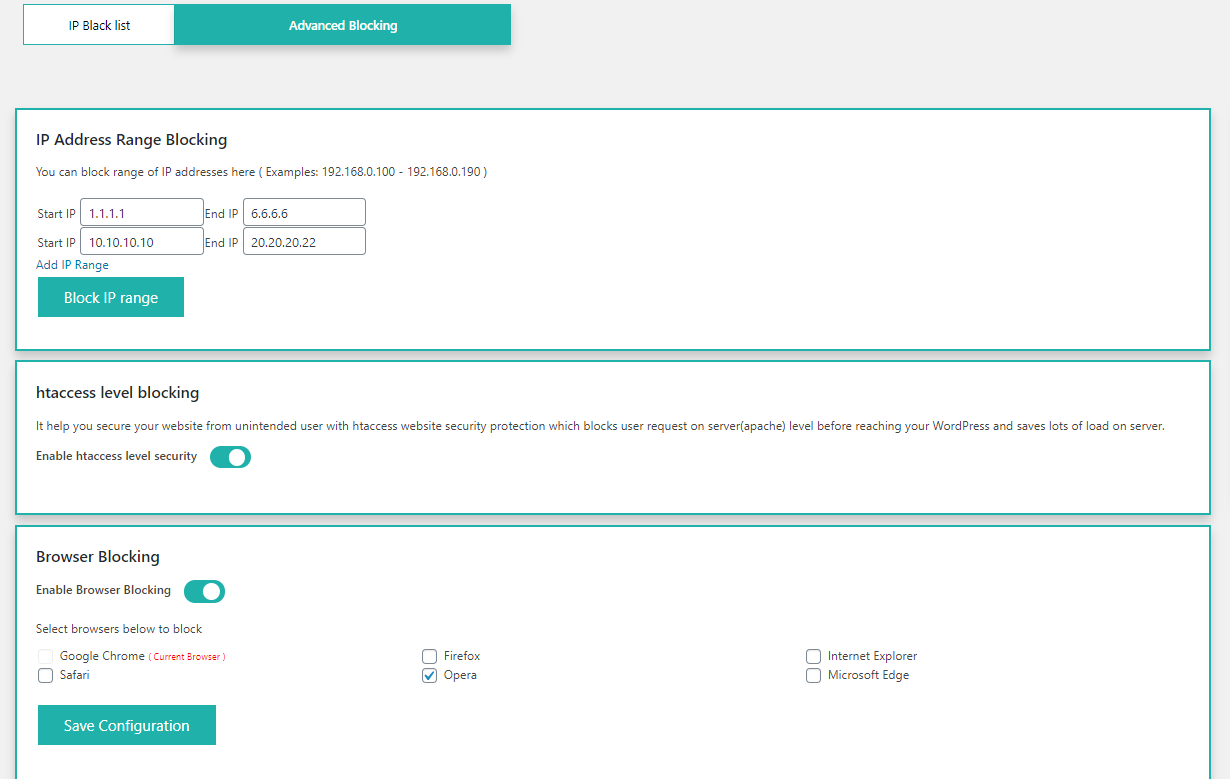 IP Black list Advanced Blocking
IP Address Range Blocking
You can block range of IP addresses here ( Examples: 192.168.0.100 - 192.168.0.190 )
Start IP 1.1.1.1 End IP 6.6.6.6
Start IP 10.10.10.10 End IP 20.20.20.22
Add IP Range
Block IP range
htaccess level blocking
It help you secure your website from unintended user with htaccess website security protection which blocks user request on server(apache) level before reaching your WordPress and saves lots of load on server.
Enable htaccess level security
Browser Blocking
Enable Browser Blocking
Select browsers below to block
Google Chrome ( Current Browser ) Firefox Internet Explorer
Safari Opera Microsoft Edge
Save Configuration